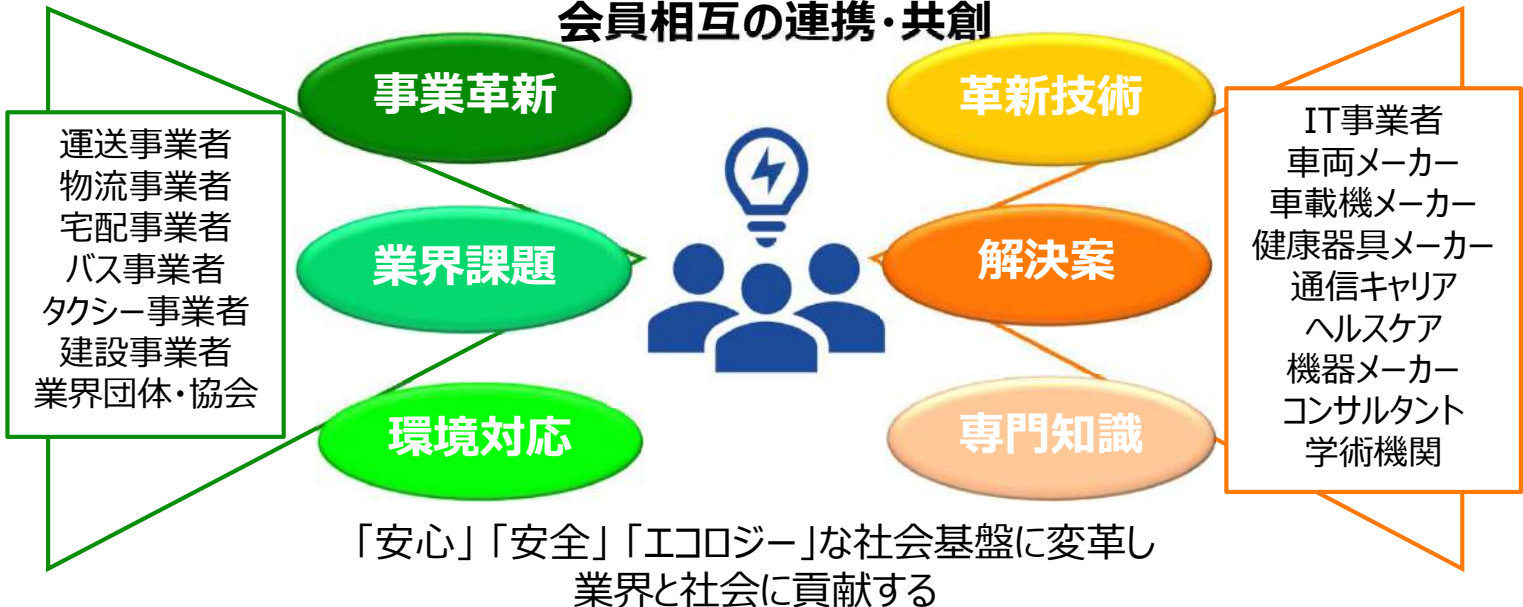 会員相互の連携・共創
事業革新
業界課題
環境対応
革新技術
解決案
専門知識
運送事業者
物流事業者
宅配事業者
バス事業者
タクシー事業者
建設事業者
業界団体・協会
IT事業者
車両メーカー
車載機メーカー
健康器具メーカー
通信キャリア
ヘルスケア
機器メーカー
コンサルタント
学術機関
「安心」「安全」「エコロジー」な社会基盤に変革し
業界と社会に貢献する